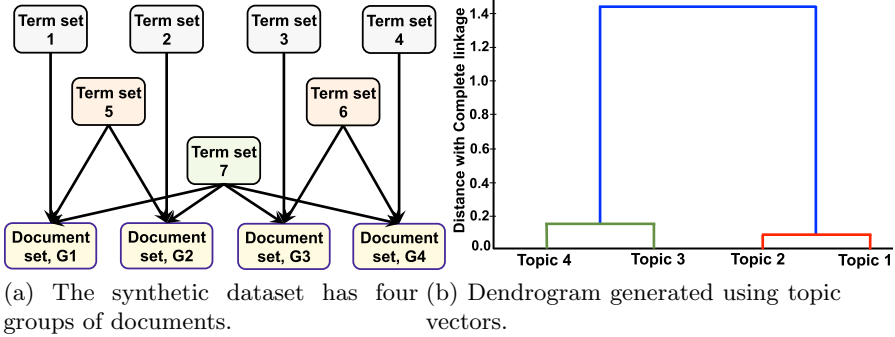 Term set
1
Term set
2
Term set
3
Term set
4
Term set
5
Term set
6
Term set
7
Document
set, G1
Document
set, G2
Document
set, G3
Document
set, G4
(a) The synthetic dataset has four
groups of documents.
Distance with Complete linkage
1.4
1.2
1.0
0.8
0.6
0.4
0.2
0.0
Topic 4
Topic 3
Topic 2
Topic 1
(b) Dendrogram generated using topic
vectors.